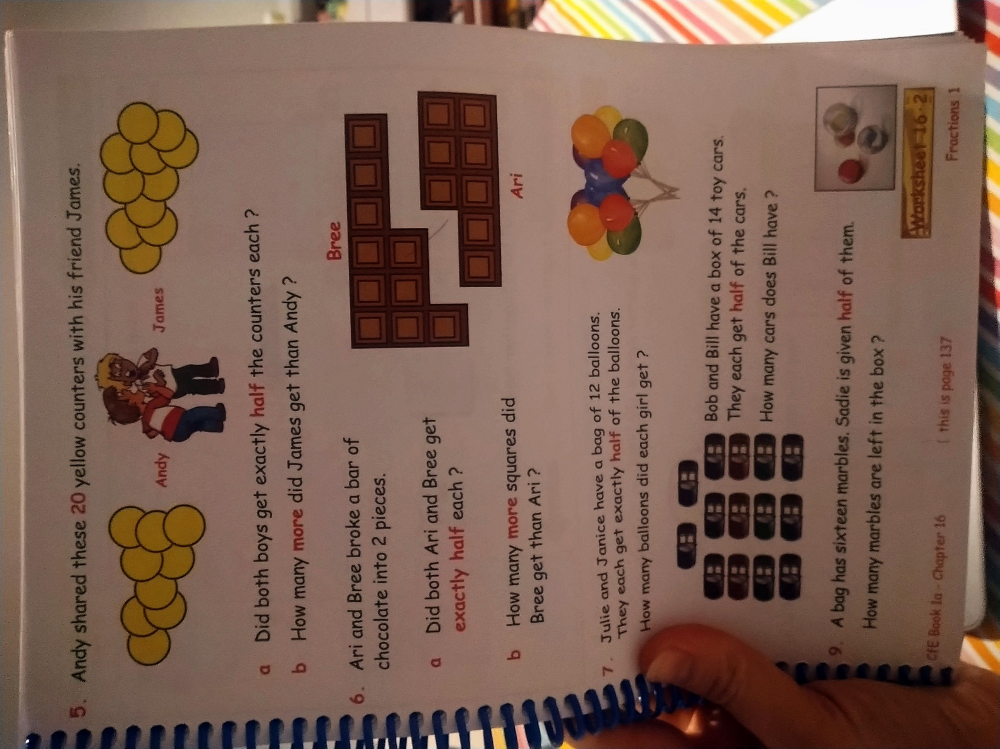 5. Andy shared these 20 yellow counters with his friend James.
Andy
James
a Did both boys get exactly half the counters each ?
b How many more did James get than Andy ?
6. Ari and Bree broke a bar of
chocolate into 2 pieces.
Bree
Ari
a Did both Ari and Bree get
exactly half each ?
b How many more squares did
Bree get than Ari ?
7. Julie and Janice have a bag of 12 balloons.
They each get exactly half of the balloons.
How many balloons did each girl get ?
Bob and Bill have a box of 14 toy cars.
They each get half of the cars.
How many cars does Bill have ?
9. A bag has sixteen marbles. Sadie is given half of them.
How many marbles are left in the box ?
Worksheet 16·2
CfE Book 1a - Chapter 16
( this is page 137
Fractions 1